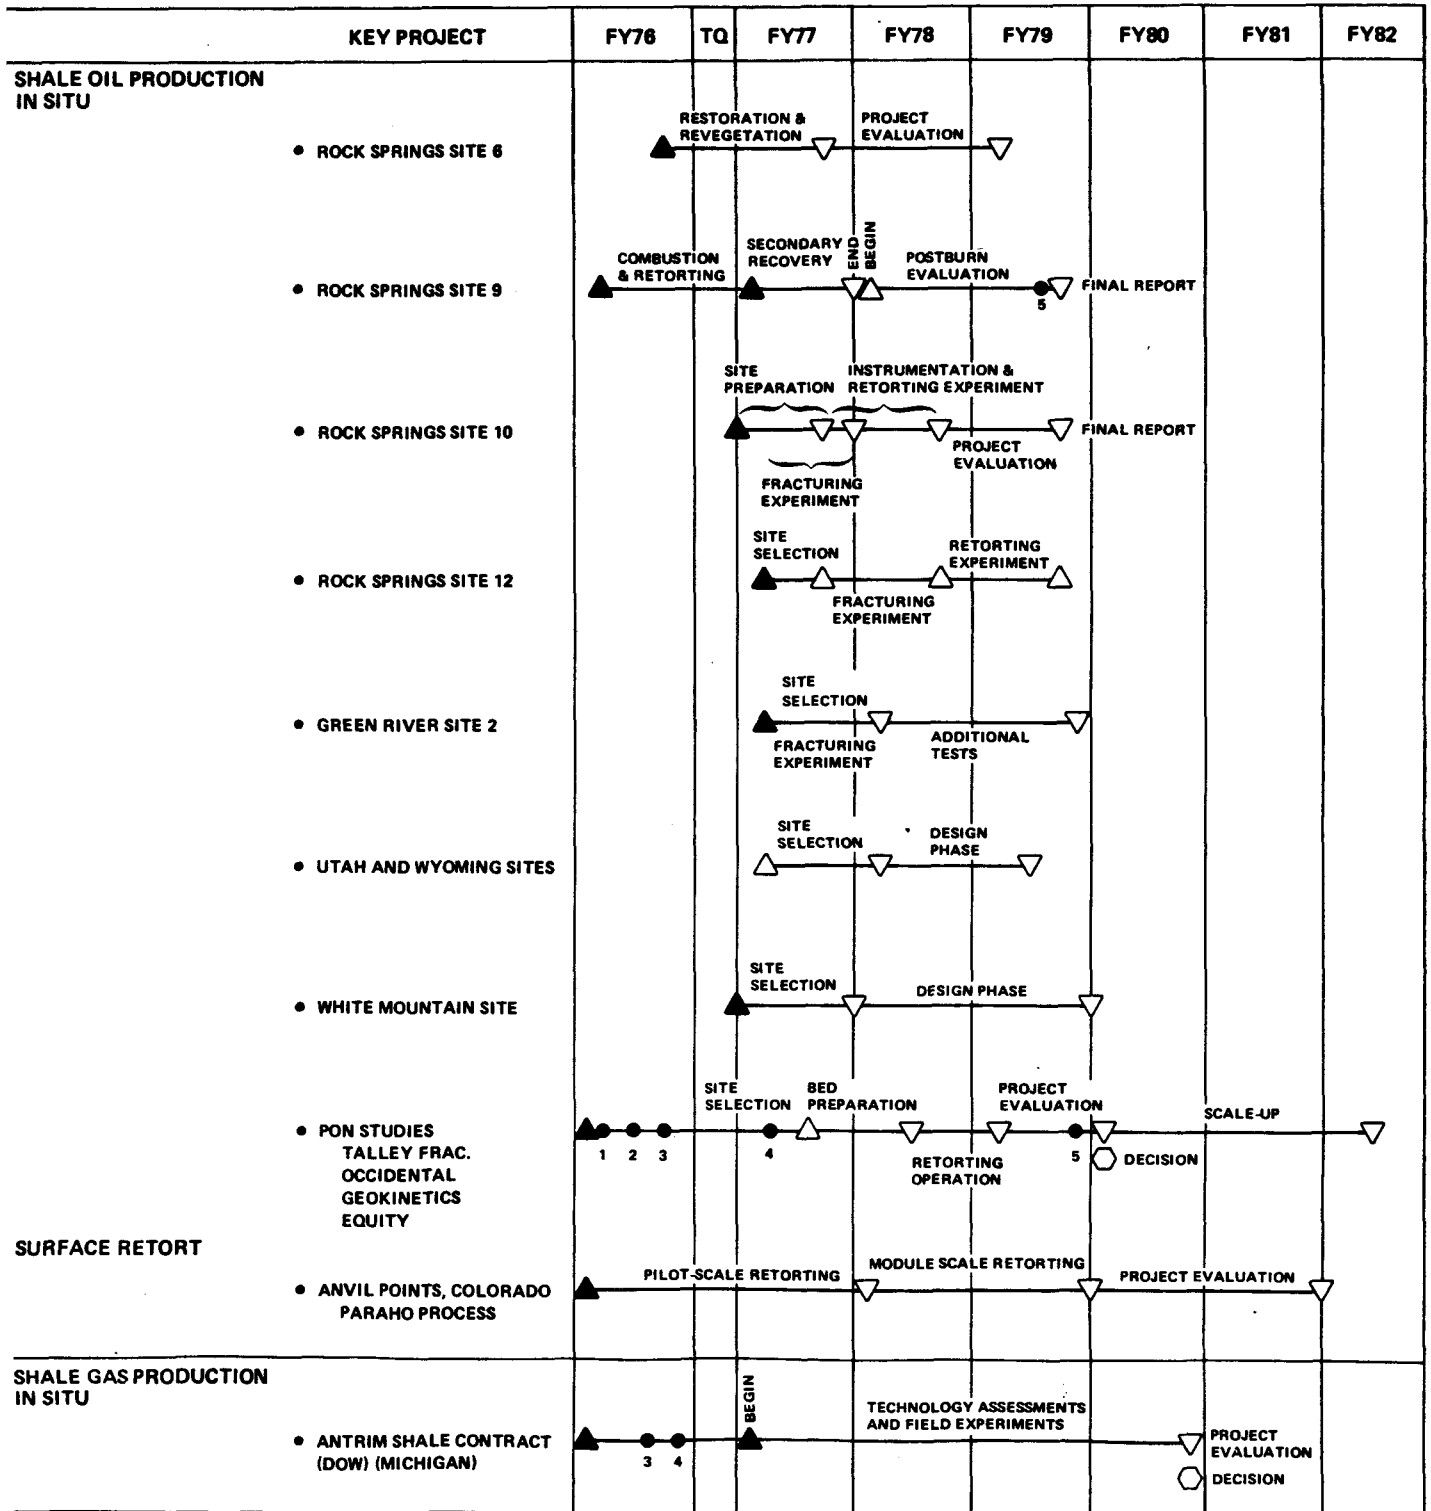 KEY PROJECT FY76 TQ FY77 FY78 FY79 FY80 FY81 FY82
SHALE OIL PRODUCTION
IN SITU
RESTORATION &
REVEGETATION
PROJECT
EVALUATION
• ROCK SPRINGS SITE 6
COMBUSTION
& RETORTING
SECONDARY
RECOVERY
END
BEGIN
POSTBURN
EVALUATION
• ROCK SPRINGS SITE 9
5
FINAL REPORT
SITE
PREPARATION
INSTRUMENTATION &
RETORTING EXPERIMENT
• ROCK SPRINGS SITE 10
FINAL REPORT
PROJECT
EVALUATION
FRACTURING
EXPERIMENT
SITE
SELECTION
RETORTING
EXPERIMENT
• ROCK SPRINGS SITE 12
FRACTURING
EXPERIMENT
SITE
SELECTION
• GREEN RIVER SITE 2
FRACTURING
EXPERIMENT
ADDITIONAL
TESTS
SITE
SELECTION
DESIGN
PHASE
• UTAH AND WYOMING SITES
SITE
SELECTION
DESIGN PHASE
• WHITE MOUNTAIN SITE
SITE
SELECTION
BED
PREPARATION
PROJECT
EVALUATION
SCALE-UP
• PON STUDIES
TALLEY FRAC.
OCCIDENTAL
GEOKINETICS
EQUITY
1 2 3 4 5
RETORTING
OPERATION
DECISION
SURFACE RETORT
PILOT-SCALE RETORTING
MODULE SCALE RETORTING
PROJECT EVALUATION
• ANVIL POINTS, COLORADO
PARAHO PROCESS
SHALE GAS PRODUCTION
IN SITU
BEGIN
TECHNOLOGY ASSESSMENTS
AND FIELD EXPERIMENTS
• ANTRIM SHALE CONTRACT
(DOW) (MICHIGAN)
3 4
PROJECT
EVALUATION
DECISION